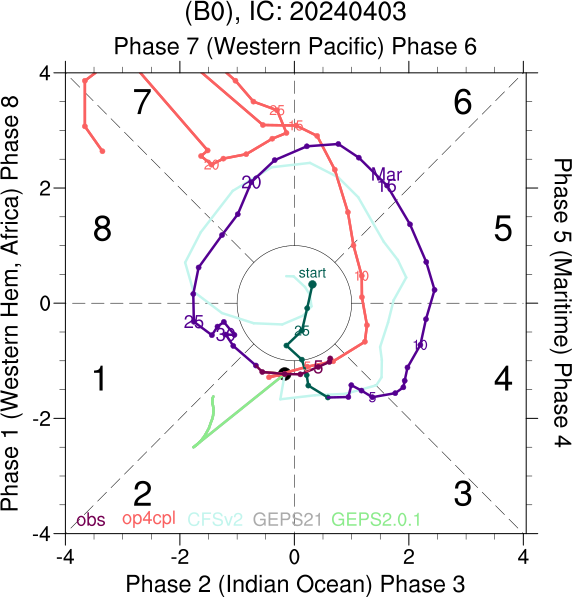 (B0), IC: 20240403
Phase 7 (Western Pacific) Phase 6
4
7
6
25
15
20
20
Mar
15
2
8
5
start
10
0
25
25
10
1
4
5
5
-2
2
3
obs op4cpl CFSv2 GEPS21 GEPS2.0.1
-4
-4 -2 0 2 4
Phase 2 (Indian Ocean) Phase 3
Phase 1 (Western Hem, Africa) Phase 8
Phase 5 (Maritime) Phase 4